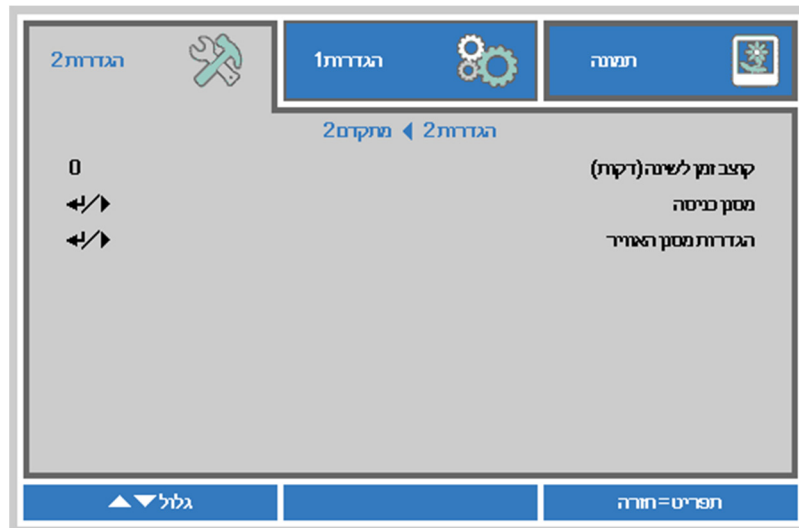 תמונה
הגדרות1
הגדרות2
הגדרות2 ◀ מתקדם2
קוצב זמן לשינה (דקות) 0
מסנן כניסה ↵/▶
הגדרות מסנן האוויר ↵/▶
תפריט=חזרה
גלול ▼▲